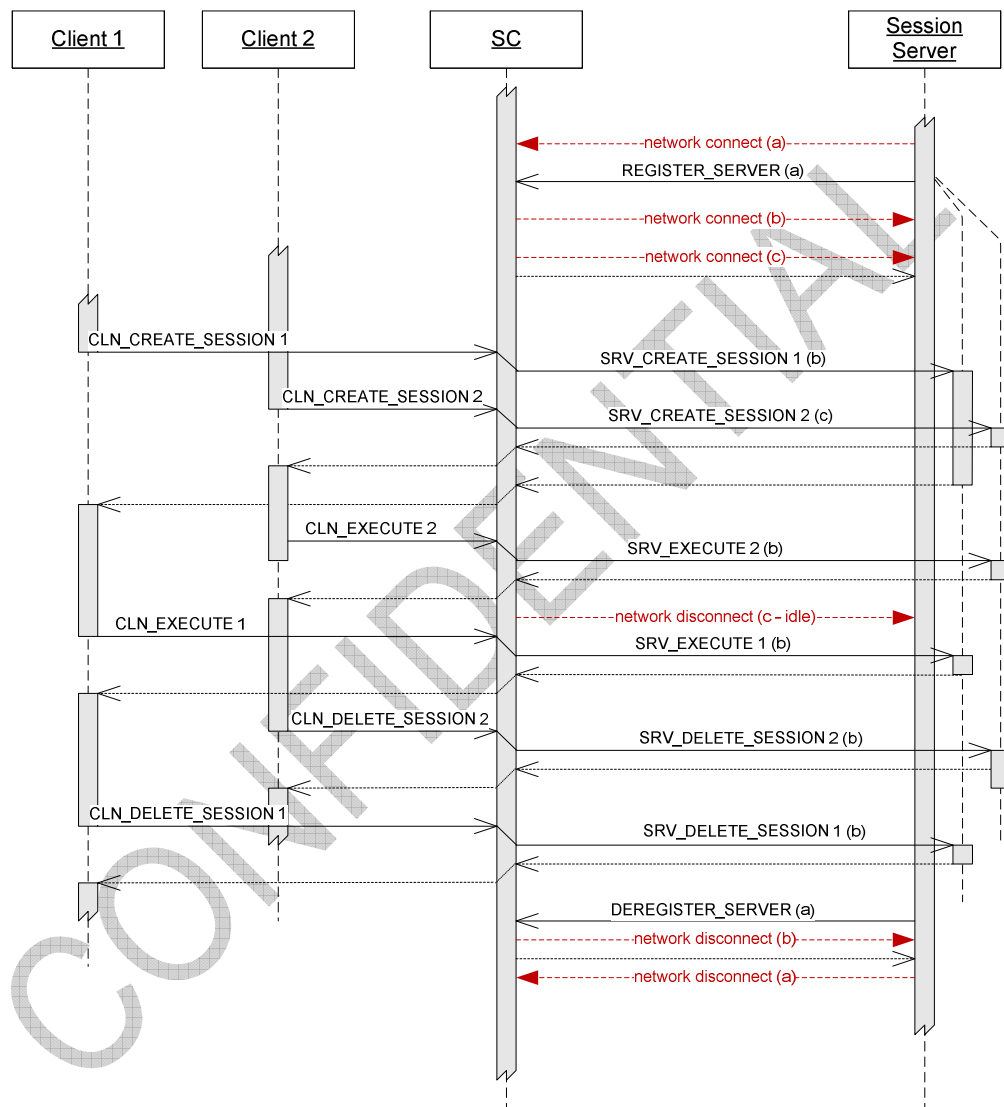 Client 1
Client 2
SC
Session
Server
network connect (a)
REGISTER_SERVER (a)
network connect (b)
network connect (c)
CLN_CREATE_SESSION 1
SRV_CREATE_SESSION 1 (b)
CLN_CREATE_SESSION 2
SRV_CREATE_SESSION 2 (c)
CLN_EXECUTE 2
SRV_EXECUTE 2 (b)
network disconnect (c - idle)
CLN_EXECUTE 1
SRV_EXECUTE 1 (b)
CLN_DELETE_SESSION 2
SRV_DELETE_SESSION 2 (b)
CLN_DELETE_SESSION 1
SRV_DELETE_SESSION 1 (b)
DEREGISTER_SERVER (a)
network disconnect (b)
network disconnect (a)
CONFIDENTIAL